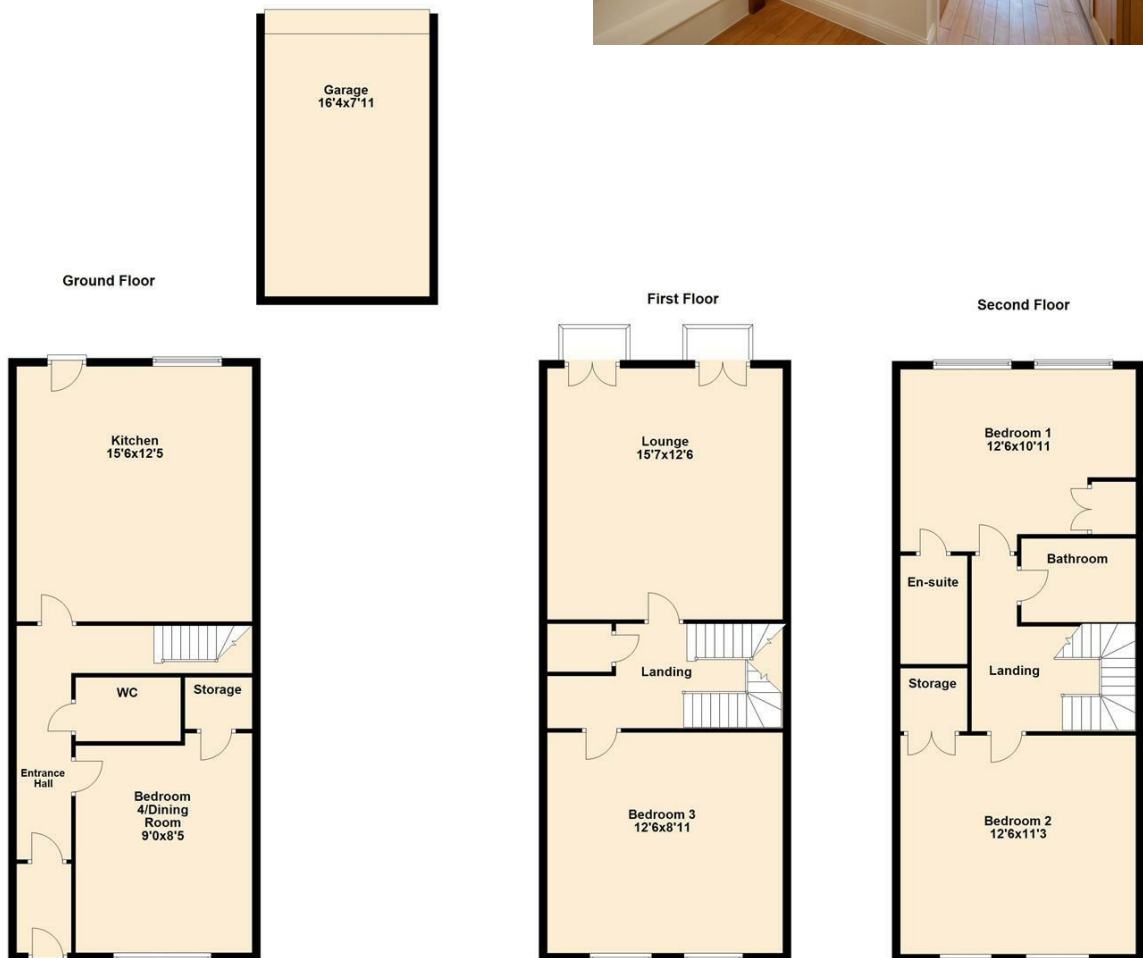 Garage
16'4x7'11
Ground Floor
Kitchen
15'6x12'5
WC
Storage
Entrance
Hall
Bedroom
4/Dining
Room
9'0x8'5
First Floor
Lounge
15'7x12'6
Landing
Bedroom 3
12'6x8'11
Second Floor
Bedroom 1
12'6x10'11
Bathroom
En-suite
Landing
Storage
Bedroom 2
12'6x11'3